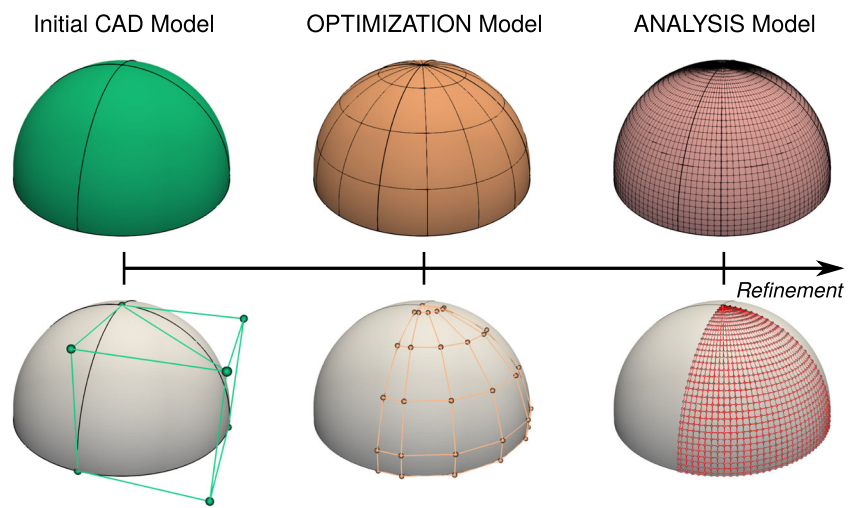 Initial CAD Model
OPTIMIZATION Model
ANALYSIS Model
Refinement